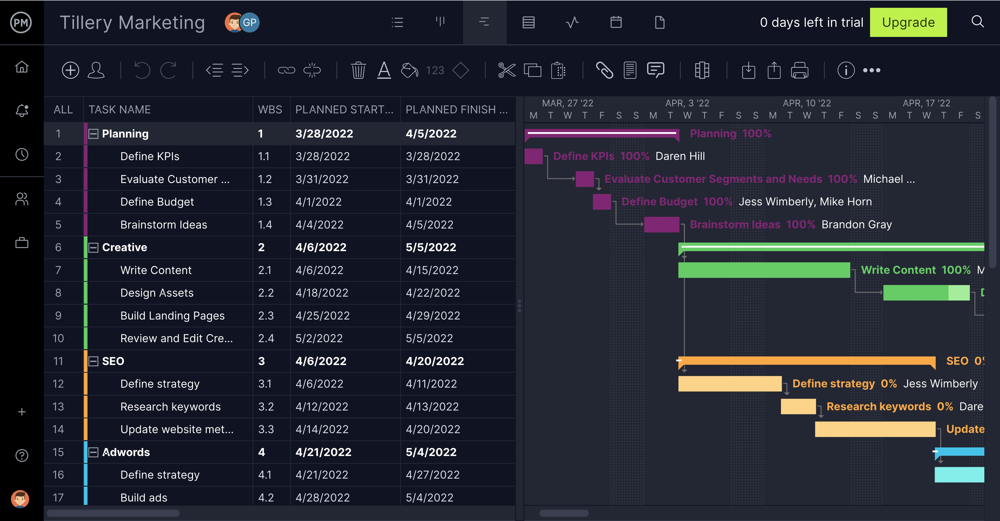 PM Tillery Marketing GP 0 days left in trial Upgrade
123
ALL TASK NAME WBS PLANNED START... PLANNED FINISH ... MAR, 27 '22 APR, 3 '22 APR, 10 '22 APR, 17 '22
M T W T F S S M T W T F S S M T W T F S S M T W T F S
1 Planning 1 3/28/2022 4/5/2022 Planning 100%
2 Define KPIs 1.1 3/28/2022 3/28/2022 Define KPIs 100% Daren Hill
3 Evaluate Customer ... 1.2 3/31/2022 3/31/2022 Evaluate Customer Segments and Needs 100% Michael ...
4 Define Budget 1.3 4/1/2022 4/1/2022 Define Budget 100% Jess Wimberly, Mike Horn
5 Brainstorm Ideas 1.4 4/4/2022 4/5/2022 Brainstorm Ideas 100% Brandon Gray
6 Creative 2 4/6/2022 5/5/2022
7 Write Content 2.1 4/6/2022 4/15/2022 Write Content 100% M
8 Design Assets 2.2 4/18/2022 4/22/2022
9 Build Landing Pages 2.3 4/25/2022 4/29/2022
10 Review and Edit Cre... 2.4 5/2/2022 5/5/2022
11 SEO 3 4/6/2022 4/20/2022 SEO 0%
12 Define strategy 3.1 4/6/2022 4/11/2022 Define strategy 0% Jess Wimberly
13 Research keywords 3.2 4/12/2022 4/13/2022 Research keywords 0% Dare
14 Update website met... 3.3 4/14/2022 4/20/2022 Update
15 Adwords 4 4/21/2022 5/4/2022
16 Define strategy 4.1 4/21/2022 4/27/2022
17 Build ads 4.2 4/28/2022 5/4/2022